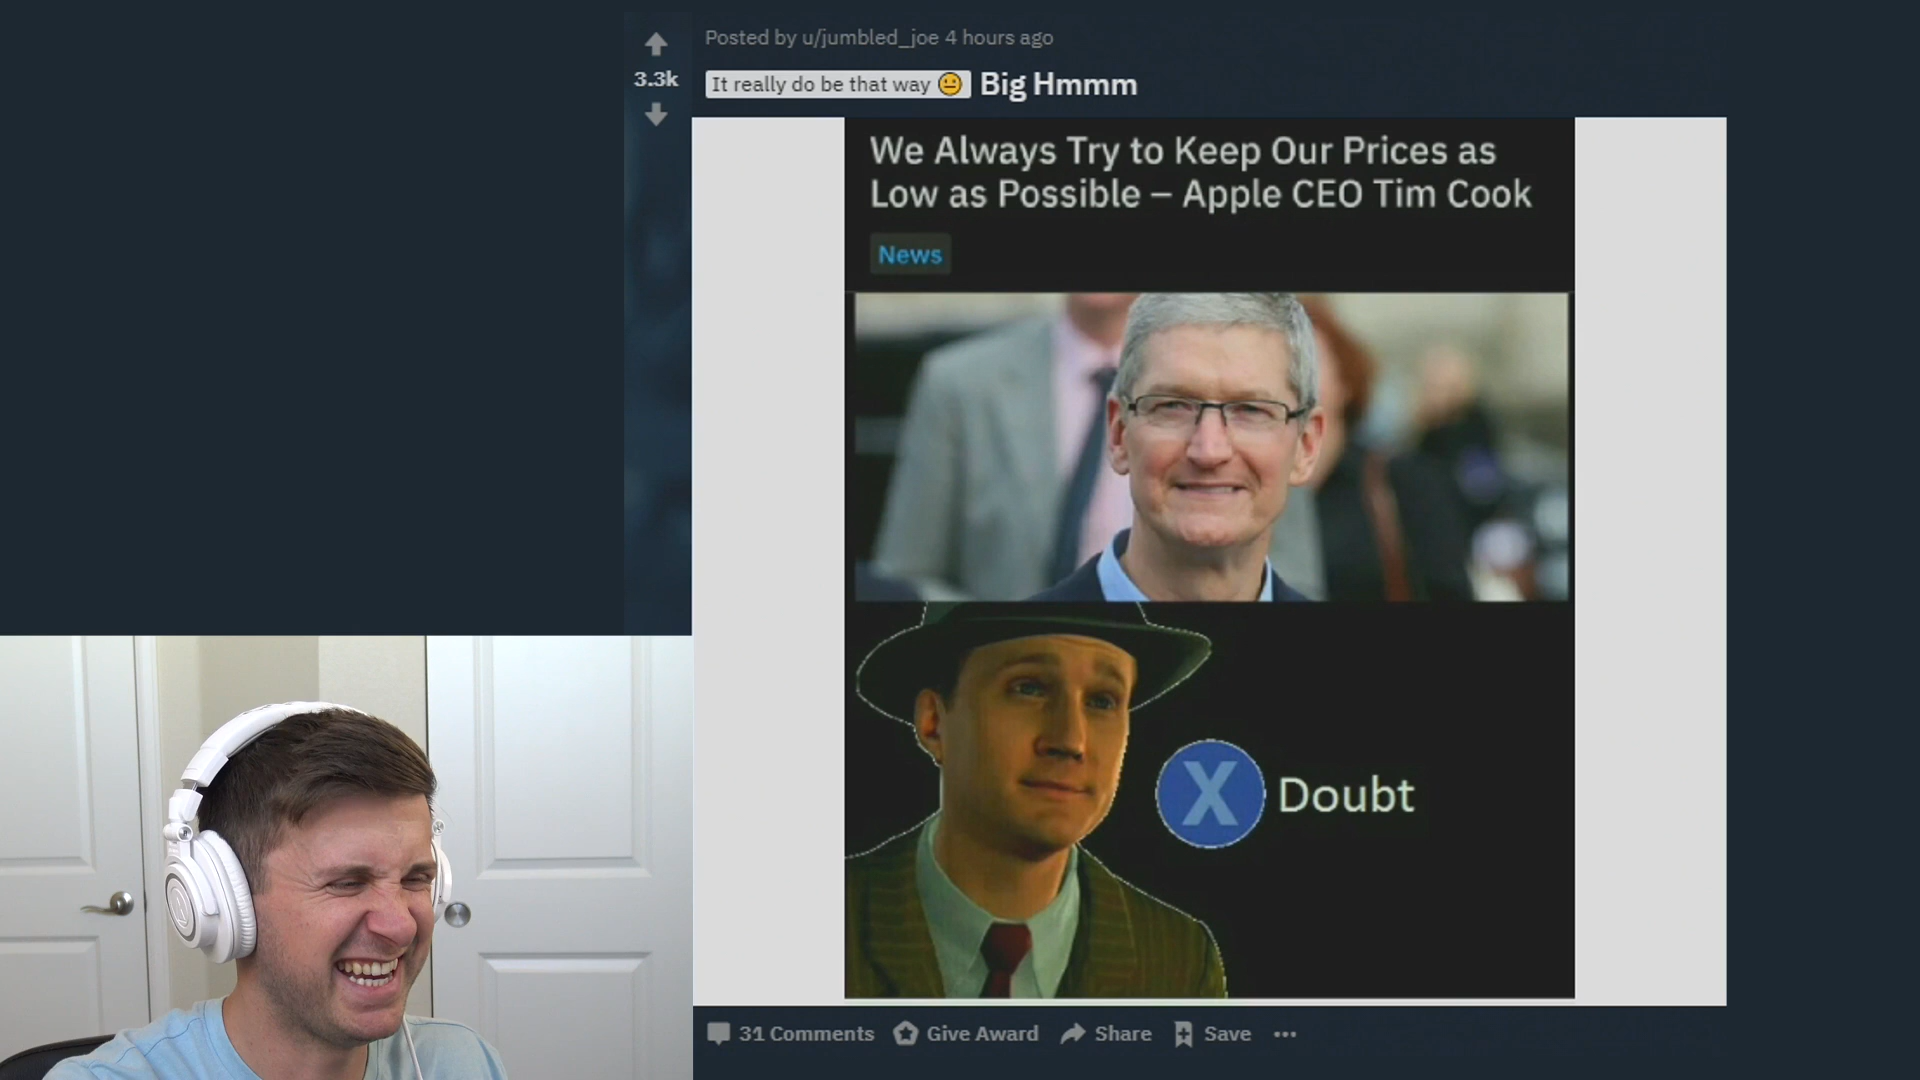 Posted by u/jumbled_joe 4 hours ago
3.3k
It really do be that way 😐 Big Hmmm
We Always Try to Keep Our Prices as
Low as Possible – Apple CEO Tim Cook
News
X Doubt
31 Comments Give Award Share Save ...